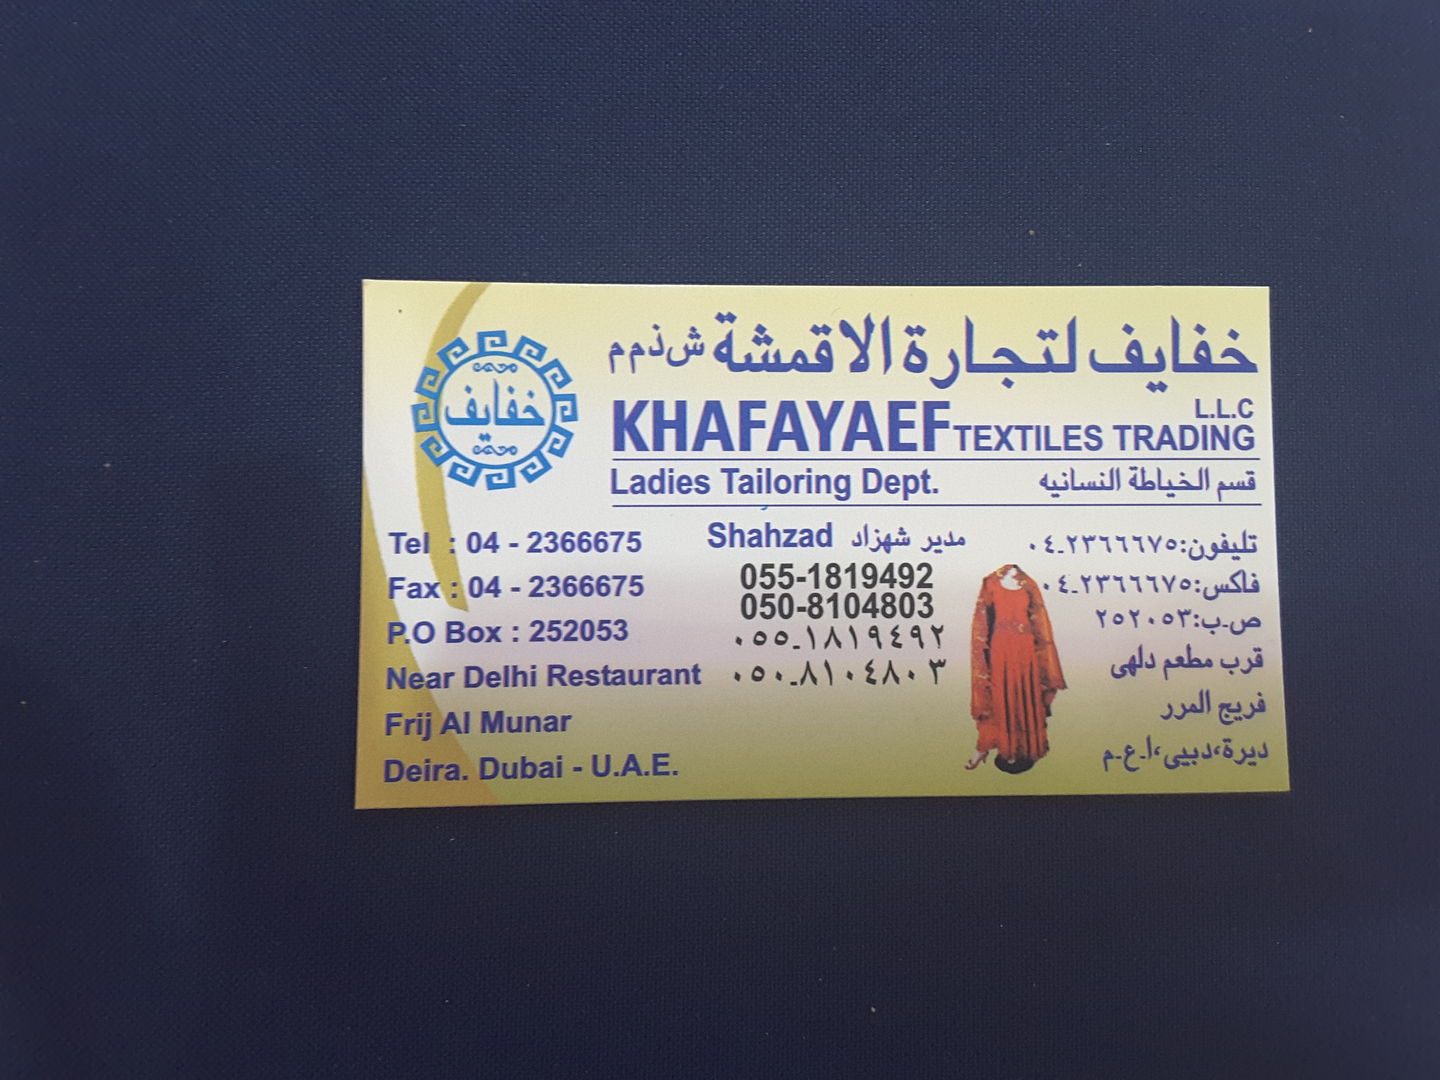 خفايف لتجارة الاقمشة ش ذ م م
خفايف
KHAFAYAEF TEXTILES TRADING L.L.C
Ladies Tailoring Dept.
قسم الخياطة النسائيه
Tel : 04 - 2366675
Fax : 04 - 2366675
P.O Box : 252053
Near Delhi Restaurant
Frij Al Munar
Deira. Dubai - U.A.E.
Shahzad مدير شهزاد
055-1819492
050-8104803
٠٥٥-١٨١٩٤٩٢
٠٥٠-٨١٠٤٨٠٣
تليفون:٢٣٦٦٦٧٥-٠٤
فاكس:٢٣٦٦٦٧٥-٠٤
ص-ب:٢٥٢٠٥٣
قرب مطعم دلهى
فريج المرر
ديرة،دبيى،ا-ع-م